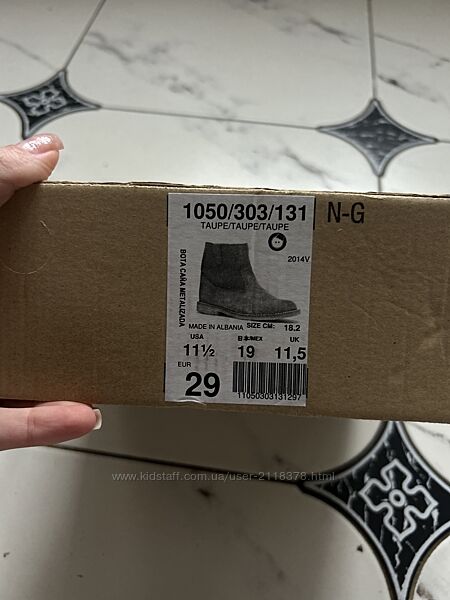 1050/303/131
N-G
TAUPE/TAUPE/TAUPE
2014V
BOTA CAÑA METALIZADA
MADE IN ALBANIA SIZE CM: 18.2
USA MEX UK
11½ 19 11,5
EUR
29
11050303131297
www.kidstaff.com.ua/user-2118378.html